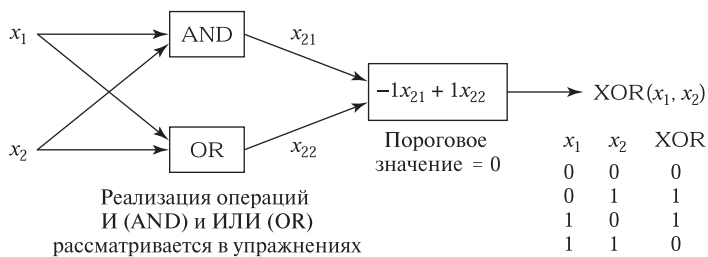 x1
AND
x21
−1x21 + 1x22
XOR(x1, x2)
x2
OR
x22
Пороговое
значение = 0
Реализация операций
И (AND) и ИЛИ (OR)
рассматривается в упражнениях
x1 x2 XOR
0 0 0
0 1 1
1 0 1
1 1 0